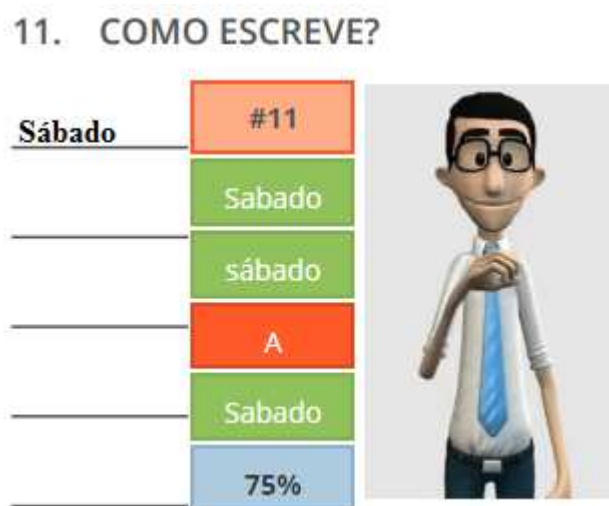 11. COMO ESCREVE?
Sábado
#11
Sabado
sábado
A
Sabado
75%